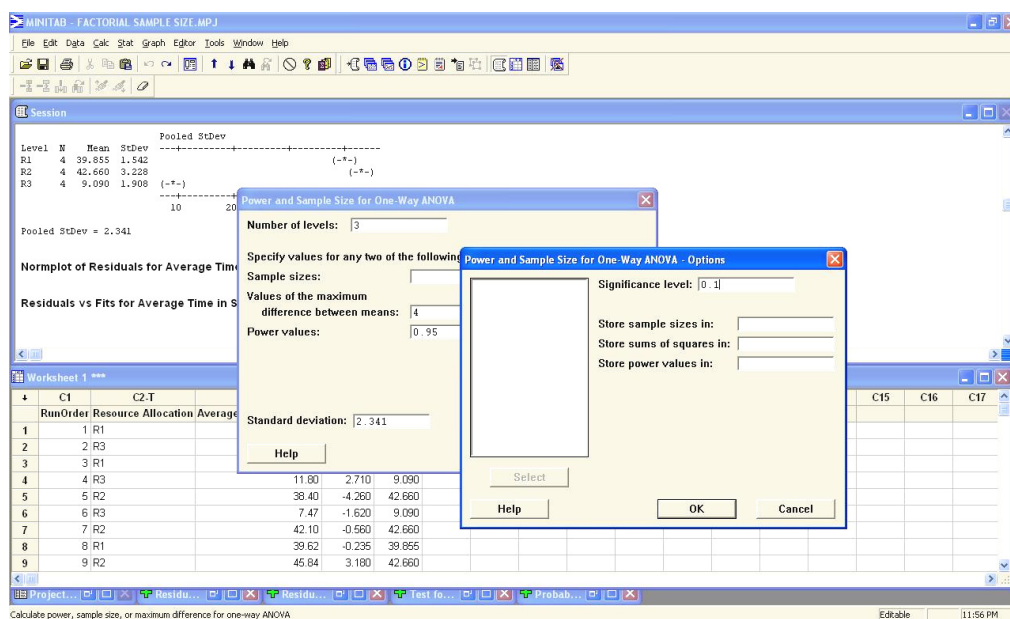 MINITAB - FACTORIAL SAMPLE SIZE.MPJ
File Edit Data Calc Stat Graph Editor Tools Window Help
Session
Pooled StDev
Level N Mean StDev ---+---------+---------+---------+------
R1 4 39.855 1.542 (-*-)
R2 4 42.660 3.228 (-*-)
R3 4 9.090 1.908 (-*-)
10 20
Pooled StDev = 2.341
Normplot of Residuals for Average Time
Residuals vs Fits for Average Time in S
Power and Sample Size for One-Way ANOVA
Number of levels: 3
Specify values for any two of the following
Sample sizes:
Values of the maximum
difference between means: 4
Power values: 0.95
Standard deviation: 2.341
Help
Power and Sample Size for One-Way ANOVA - Options
Significance level: 0.1
Store sample sizes in:
Store sums of squares in:
Store power values in:
Select
Help OK Cancel
Worksheet 1 ***
C1 C2-T C15 C16 C17
RunOrder Resource Allocation Average
1 1 R1
2 2 R3
3 3 R1
4 4 R3 11.80 2.710 9.090
5 5 R2 38.40 -4.260 42.660
6 6 R3 7.47 -1.620 9.090
7 7 R2 42.10 -0.560 42.660
8 8 R1 39.62 -0.235 39.855
9 9 R2 45.84 3.180 42.660
Project... Residu... Residu... Test fo... Probab...
Calculate power, sample size, or maximum difference for one-way ANOVA Editable 11:56 PM